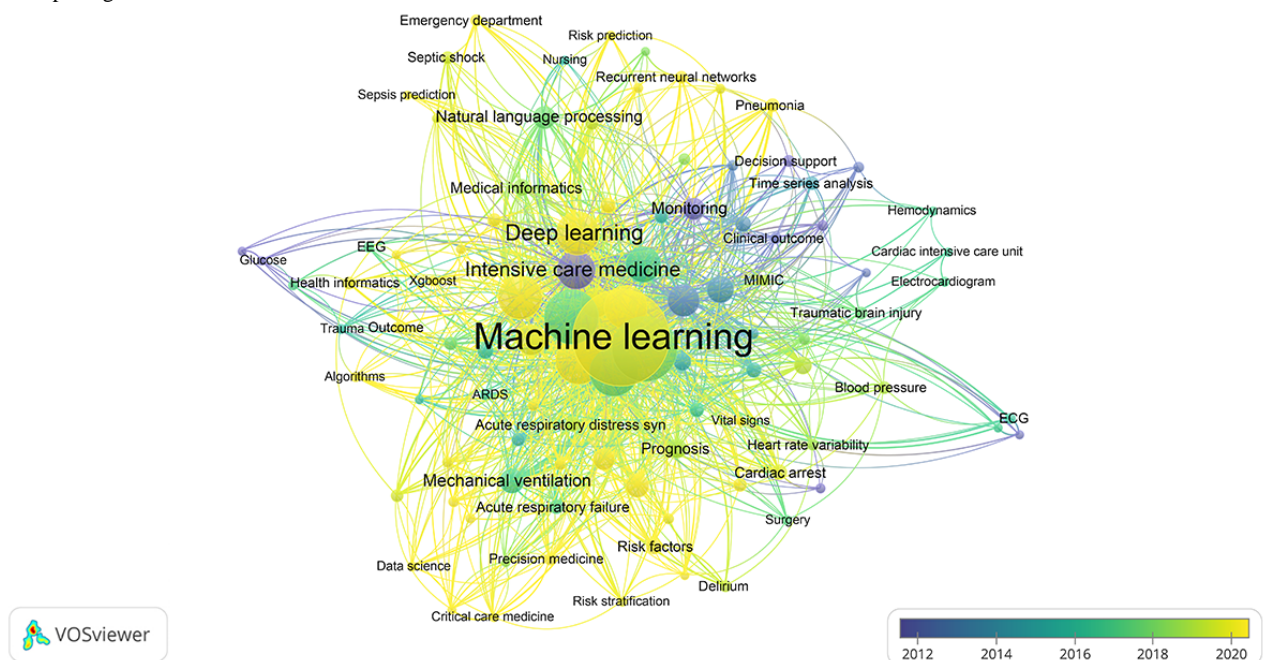 Emergency department
Risk prediction
Septic shock
Nursing
Recurrent neural networks
Sepsis prediction
Pneumonia
Natural language processing
Decision support
Time series analysis
Medical informatics
Monitoring
Hemodynamics
Deep learning
Clinical outcome
EEG
Cardiac intensive care unit
Glucose
Intensive care medicine
Health informatics
Xgboost
MIMIC
Electrocardiogram
Traumatic brain injury
Trauma
Outcome
Machine learning
Algorithms
Blood pressure
ARDS
ECG
Vital signs
Acute respiratory distress syn
Heart rate variability
Prognosis
Cardiac arrest
Mechanical ventilation
Acute respiratory failure
Surgery
Risk factors
Precision medicine
Data science
Delirium
Risk stratification
Critical care medicine
VOSviewer
2012 2014 2016 2018 2020